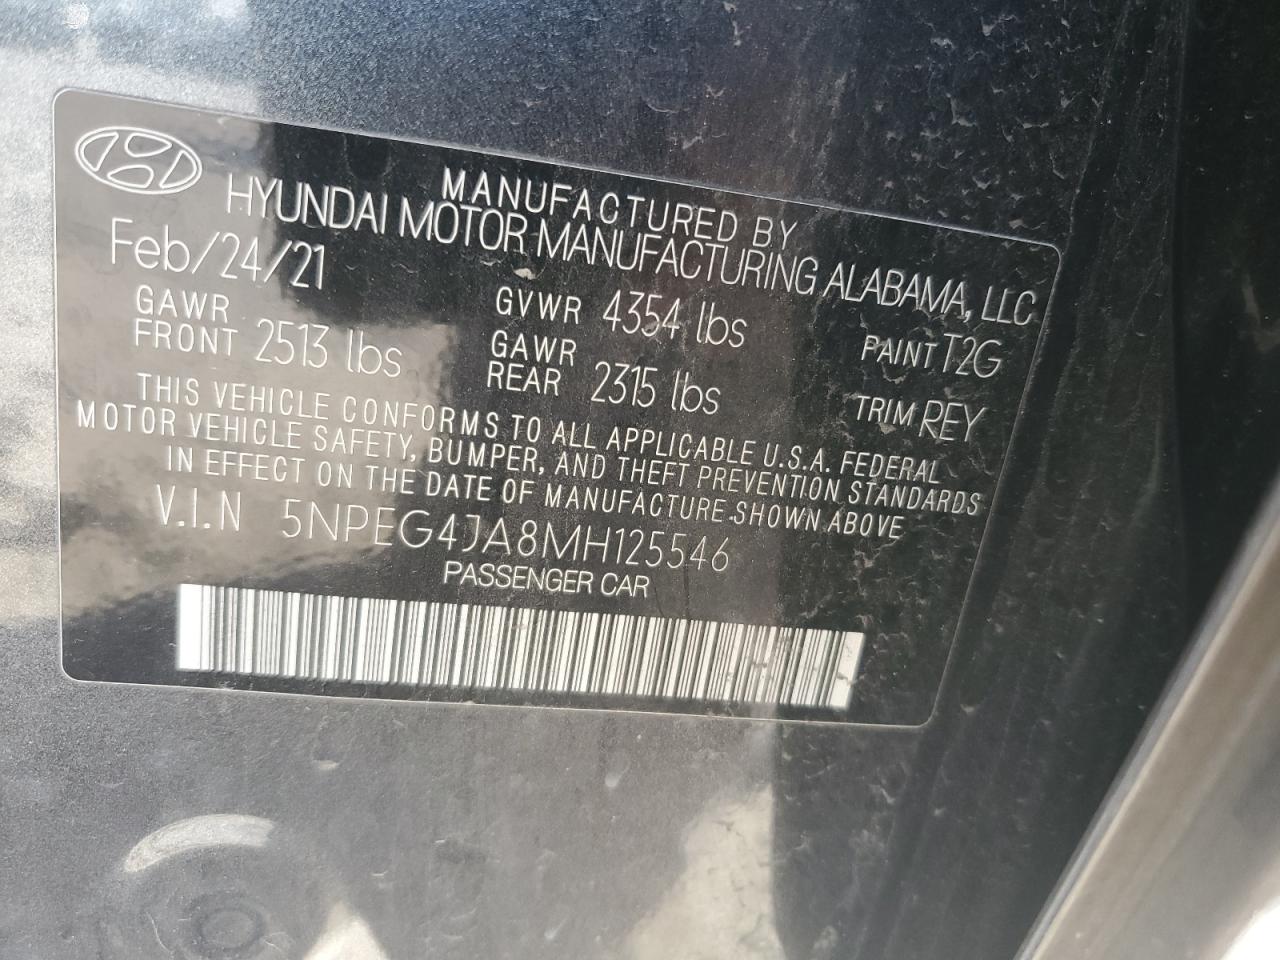 MANUFACTURED BY
HYUNDAI MOTOR MANUFACTURING ALABAMA, LLC
Feb/24/21
GVWR 4354 lbs
PAINT T2G
GAWR FRONT 2513 lbs
GAWR REAR 2315 lbs
TRIM REY
THIS VEHICLE CONFORMS TO ALL APPLICABLE U.S.A. FEDERAL
MOTOR VEHICLE SAFETY, BUMPER, AND THEFT PREVENTION STANDARDS
IN EFFECT ON THE DATE OF MANUFACTURE SHOWN ABOVE
V.I.N 5NPEG4JA8MH125546
PASSENGER CAR